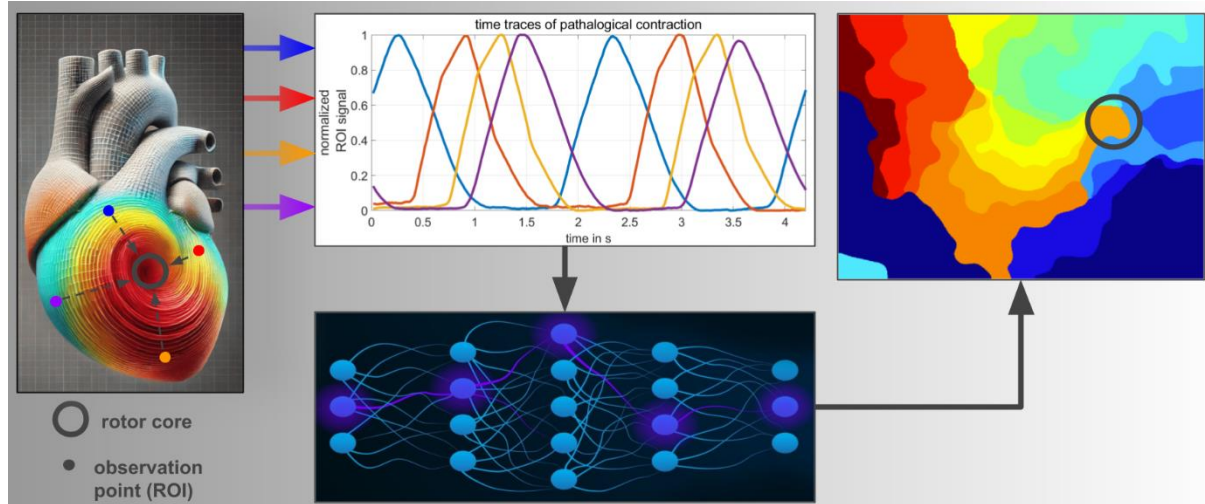 time traces of pathalogical contraction
normalized
ROI signal
1
0.8
0.6
0.4
0.2
0
0 0.5 1 1.5 2 2.5 3 3.5 4
time in s
rotor core
observation
point (ROI)